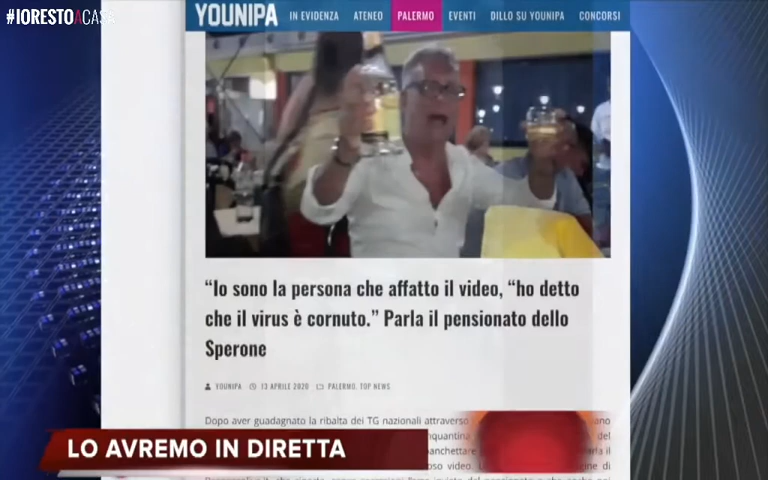 #IORESTOACASA
YOUNIPA IN EVIDENZA ATENEO PALERMO EVENTI DILLO SU YOUNIPA CONCORSI
“Io sono la persona che affatto il video, “ho detto
che il virus è cornuto.” Parla il pensionato dello
Sperone
YOUNIPA 13 APRILE 2020 PALERMO, TOP NEWS
Dopo aver guadagnato la ribalta dei TG nazionali attraverso
del
banchettare
LO AVREMO IN DIRETTA